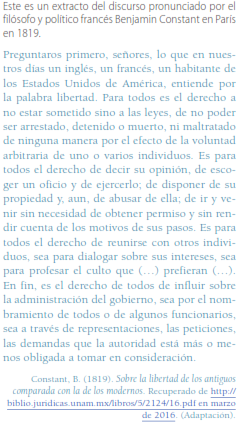 Este es un extracto del discurso pronunciado por el
filósofo y político francés Benjamin Constant en París
en 1819.
Preguntaros primero, señores, lo que en nues-
tros días un inglés, un francés, un habitante de
los Estados Unidos de América, entiende por
la palabra libertad. Para todos es el derecho a
no estar sometido sino a las leyes, de no poder
ser arrestado, detenido o muerto, ni maltratado
de ninguna manera por el efecto de la voluntad
arbitraria de uno o varios individuos. Es para
todos el derecho de decir su opinión, de esco-
ger un oficio y de ejercerlo; de disponer de su
propiedad y, aun, de abusar de ella; de ir y ve-
nir sin necesidad de obtener permiso y sin ren-
dir cuenta de los motivos de sus pasos. Es para
todos el derecho de reunirse con otros indivi-
duos, sea para dialogar sobre sus intereses, sea
para profesar el culto que (…) prefieran (…).
En fin, es el derecho de todos de influir sobre
la administración del gobierno, sea por el nom-
bramiento de todos o de algunos funcionarios,
sea a través de representaciones, las peticiones,
las demandas que la autoridad está más o me-
nos obligada a tomar en consideración.
Constant, B. (1819). Sobre la libertad de los antiguos
comparada con la de los modernos. Recuperado de http://
biblio.juridicas.unam.mx/libros/5/2124/16.pdf en marzo
de 2016. (Adaptación).